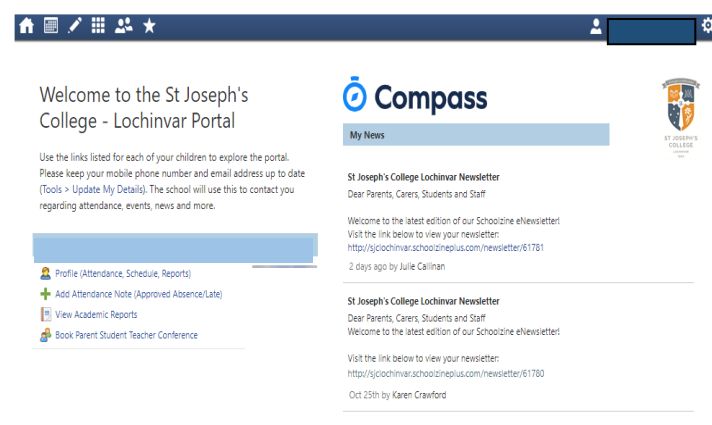 Welcome to the St Joseph's
College - Lochinvar Portal
Use the links listed for each of your children to explore the portal.
Please keep your mobile phone number and email address up to date
(Tools > Update My Details). The school will use this to contact you
regarding attendance, events, news and more.
Profile (Attendance, Schedule, Reports)
Add Attendance Note (Approved Absence/Late)
View Academic Reports
Book Parent Student Teacher Conference
Compass
My News
St Joseph's College Lochinvar Newsletter
Dear Parents, Carers, Students and Staff
Welcome to the latest edition of our Schoolzine eNewsletter!
Visit the link below to view your newsletter:
http://sjclochinvar.schoolzineplus.com/newsletter/61781
2 days ago by Julie Callinan
St Joseph's College Lochinvar Newsletter
Dear Parents, Carers, Students and Staff
Welcome to the latest edition of our Schoolzine eNewsletter!
Visit the link below to view your newsletter:
http://sjclochinvar.schoolzineplus.com/newsletter/61780
Oct 25th by Karen Crawford
ST JOSEPH'S
COLLEGE